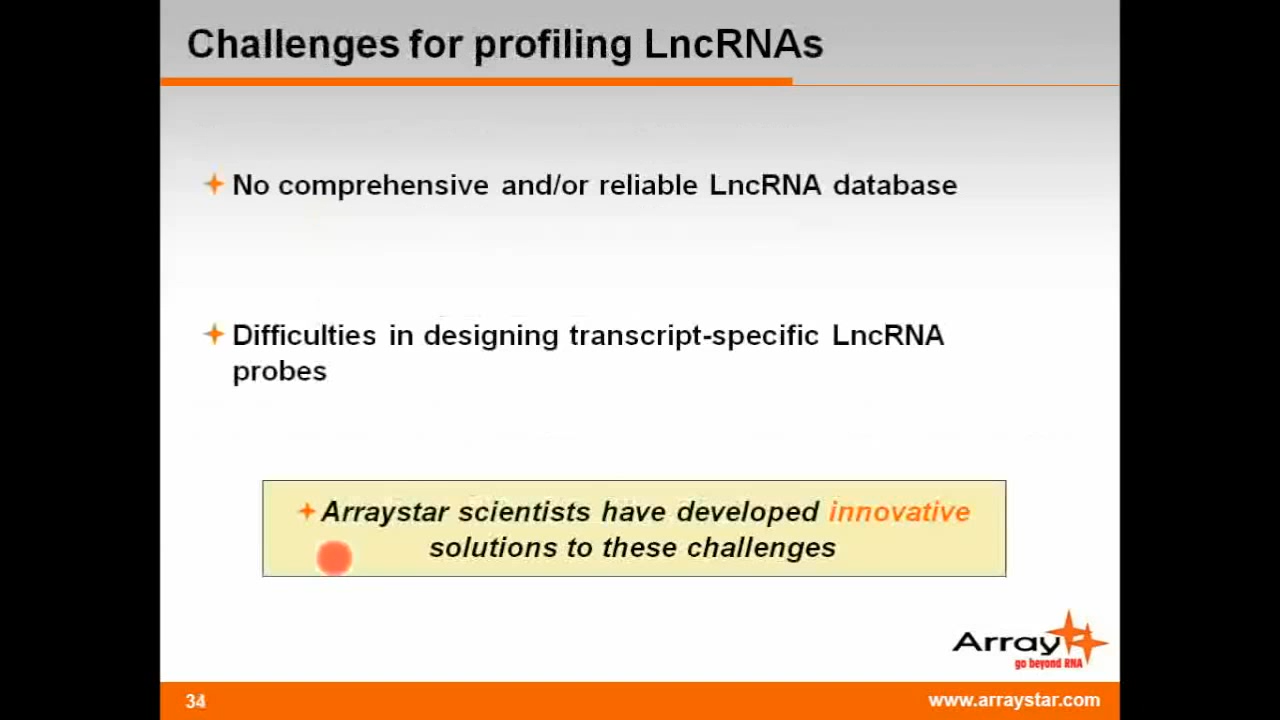 Challenges for profiling LncRNAs
No comprehensive and/or reliable LncRNA database
Difficulties in designing transcript-specific LncRNA
probes
Arraystar scientists have developed innovative
solutions to these challenges
Array
go beyond RNA
34
www.arraystar.com